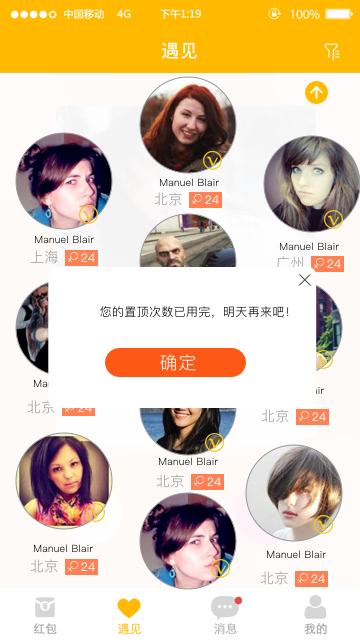 中国移动 4G 下午1:19 100%
遇见
Manuel Blair
北京 24
Manuel Blair
上海 24
Manuel Blair
广州 24
您的置顶次数已用完，明天再来吧！
确定
北京 24
北京 24
Manuel Blair
北京 24
Manuel Blair
北京 24
Manuel Blair
北京 24
红包 遇见 消息 我的